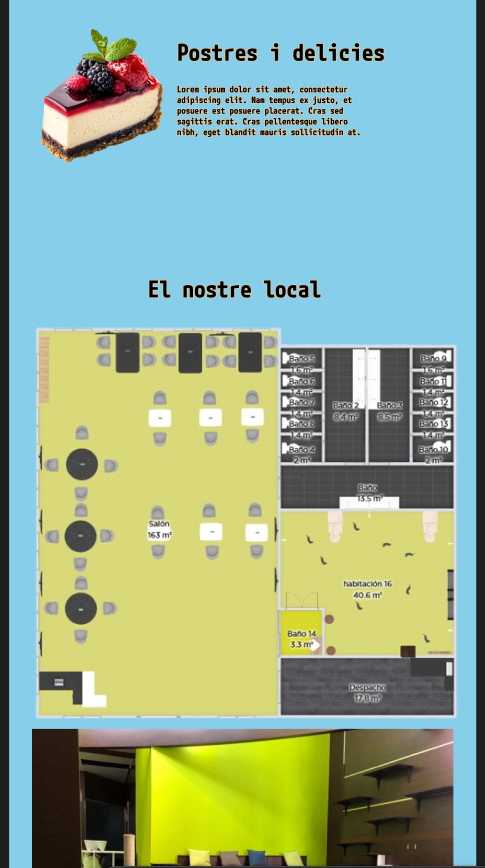 Postres i delicies
Lorem ipsum dolor sit amet, consectetur
adipiscing elit. Nam tempus ex justo, et
posuere est posuere placerat. Cras sed
sagittis erat. Cras pellentesque libero
nibh, eget blandit mauris sollicitudin at.
El nostre local
Baño 5
1.6 m²
Baño 6
1.4 m²
Baño 7
1.4 m²
Baño 8
1.4 m²
Baño 4
2 m²
Baño 2
8.4 m²
Baño 3
8.5 m²
Baño 9
1.6 m²
Baño 11
1.4 m²
Baño 12
1.4 m²
Baño 13
1.4 m²
Baño 10
2 m²
Baño
13.5 m²
Salón
163 m²
habitación 16
40.6 m²
Baño 14
3.3 m²
Despacho
17.8 m²